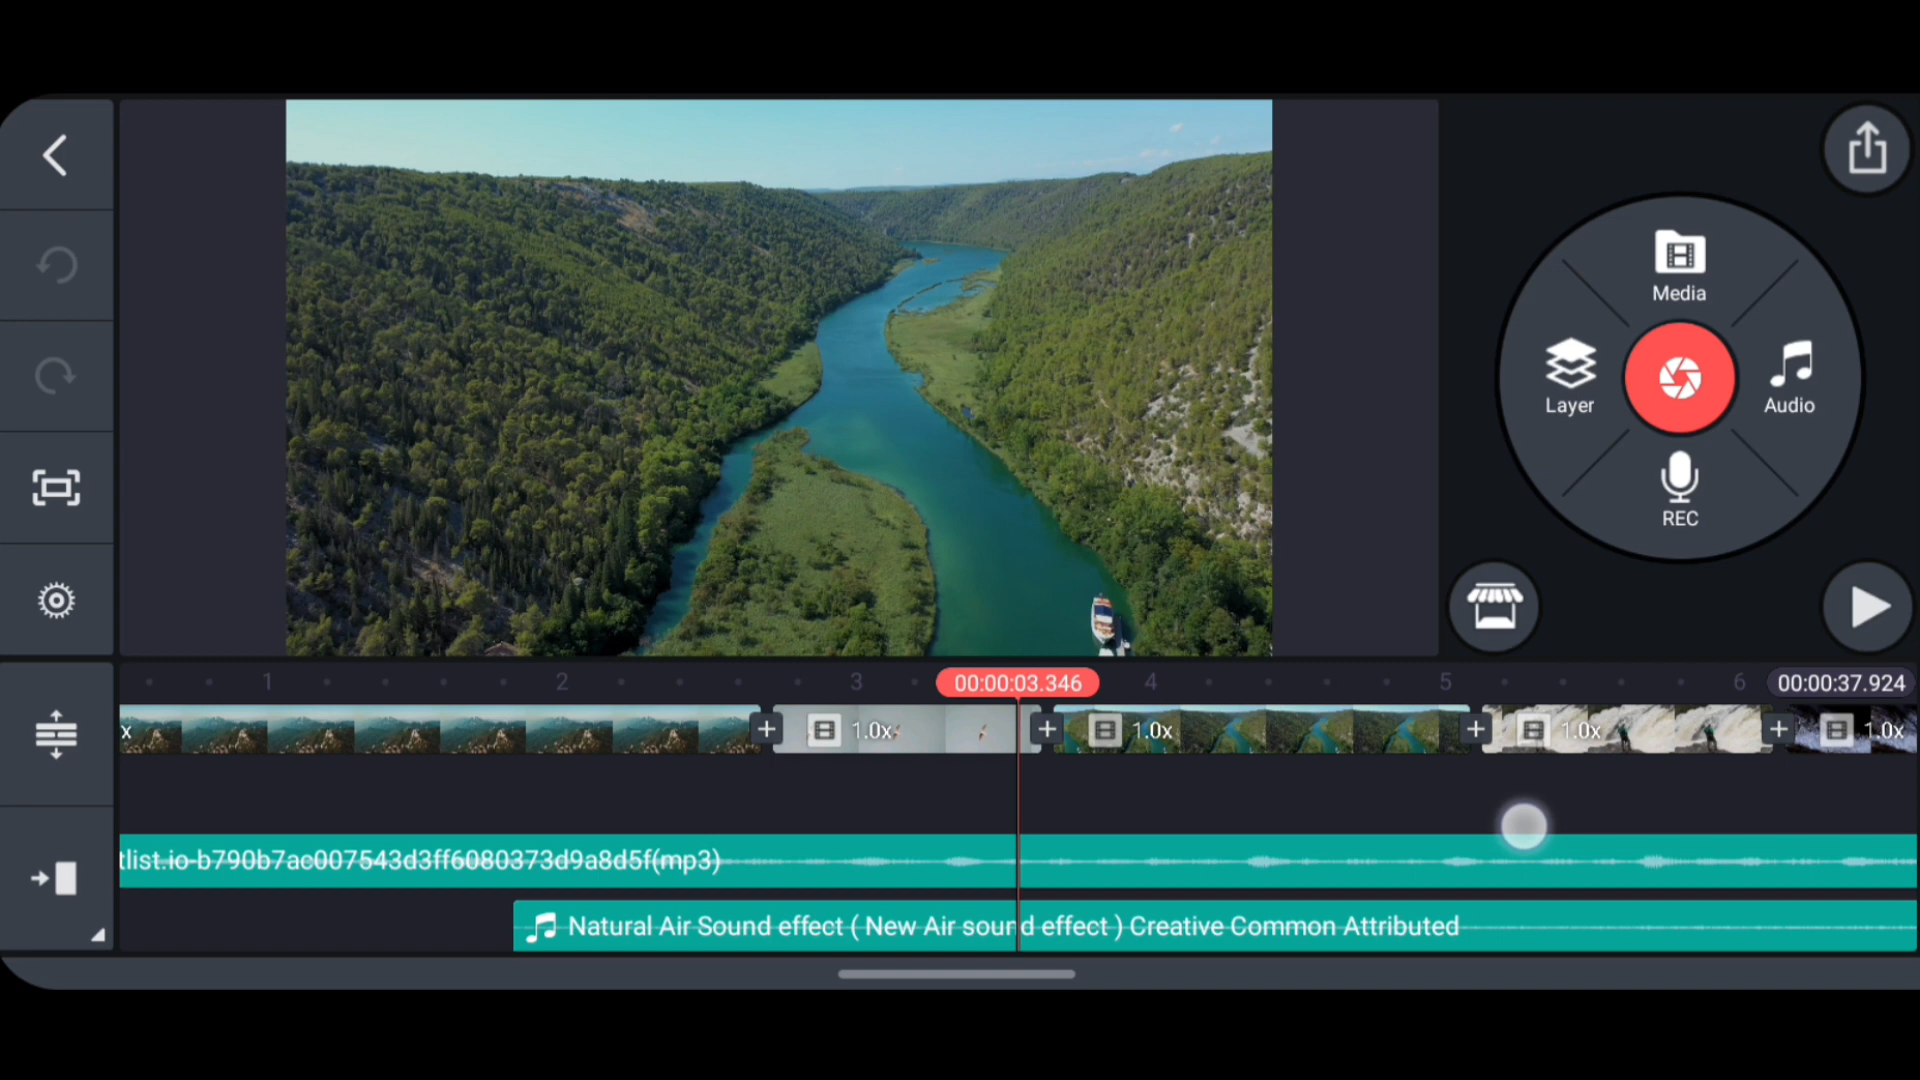 Media
Layer
Audio
REC
1
2
3
00:00:03.346
4
5
6
00:00:37.924
x
1.0x
1.0x
1.0x
1.0x
tlist.io-b790b7ac007543d3ff6080373d9a8d5f(mp3)
Natural Air Sound effect ( New Air sound effect ) Creative Common Attributed